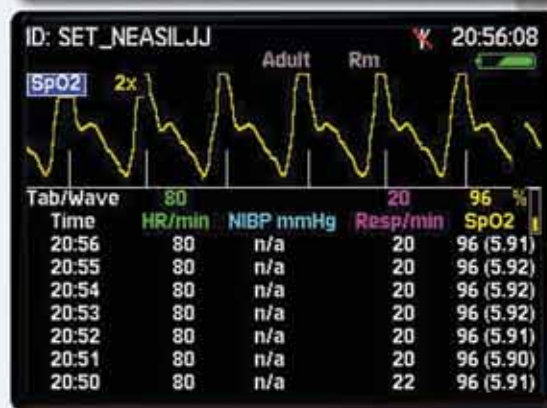 ID: SET_NEASILJJ 20:56:08
Adult Rm
SpO2 2x
Tab/Wave 80 20 96 %
Time HR/min NIBP mmHg Resp/min SpO2
20:56 80 n/a 20 96 (5.91)
20:55 80 n/a 20 96 (5.92)
20:54 80 n/a 20 96 (5.92)
20:53 80 n/a 20 96 (5.92)
20:52 80 n/a 20 96 (5.91)
20:51 80 n/a 20 96 (5.90)
20:50 80 n/a 22 96 (5.91)